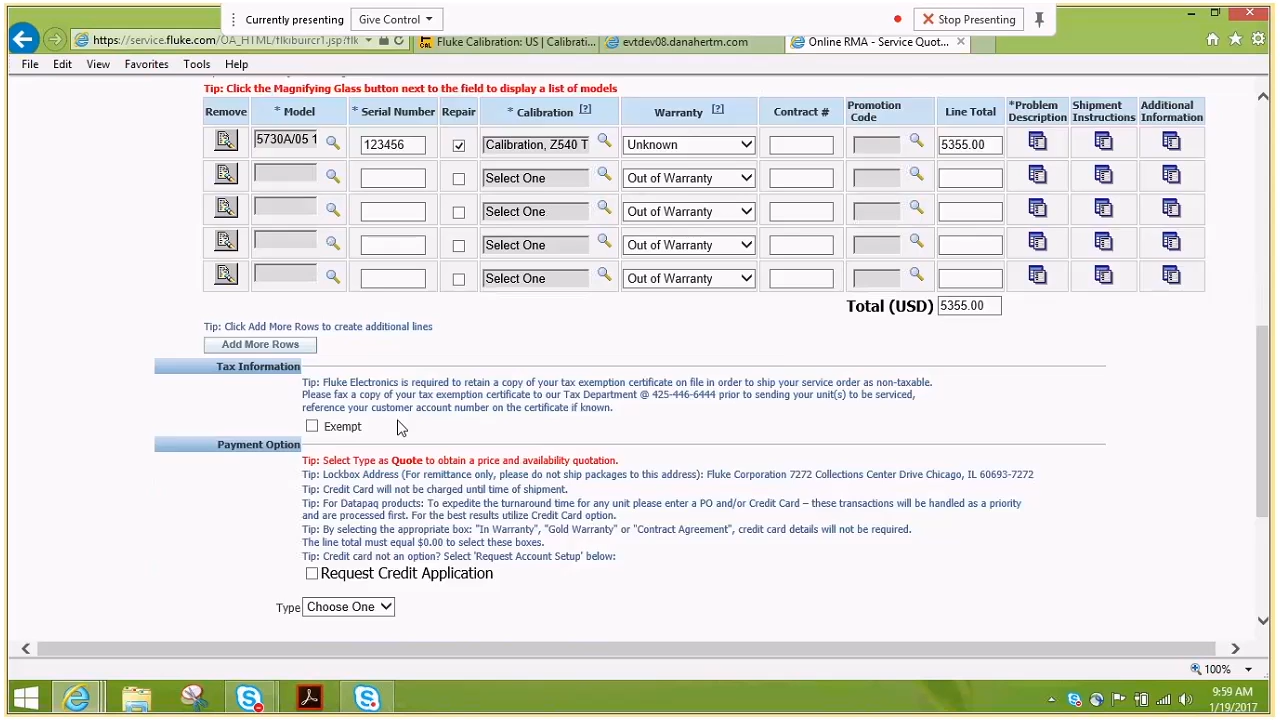 Currently presenting Give Control Stop Presenting
https://service.fluke.com/OA_HTML/flkibuircr1.jsp?flk Fluke Calibration: US | Calibrati... evtdev08.danahertm.com Online RMA - Service Quot...
File Edit View Favorites Tools Help
Tip: Click the Magnifying Glass button next to the field to display a list of models
Remove * Model * Serial Number Repair * Calibration [?] Warranty [?] Contract # Promotion Code Line Total *Problem Description Shipment Instructions Additional Information
5730A/05 1 123456 Calibration, Z540 T Unknown 5355.00
Select One Out of Warranty
Select One Out of Warranty
Select One Out of Warranty
Select One Out of Warranty
Total (USD) 5355.00
Tip: Click Add More Rows to create additional lines
Add More Rows
Tax Information
Tip: Fluke Electronics is required to retain a copy of your tax exemption certificate on file in order to ship your service order as non-taxable.
Please fax a copy of your tax exemption certificate to our Tax Department @ 425-446-6444 prior to sending your unit(s) to be serviced,
reference your customer account number on the certificate if known.
Exempt
Payment Option
Tip: Select Type as Quote to obtain a price and availability quotation.
Tip: Lockbox Address (For remittance only, please do not ship packages to this address): Fluke Corporation 7272 Collections Center Drive Chicago, IL 60693-7272
Tip: Credit Card will not be charged until time of shipment.
Tip: For Datapaq products: To expedite the turnaround time for any unit please enter a PO and/or Credit Card – these transactions will be handled as a priority
and are processed first. For the best results utilize Credit Card option.
Tip: By selecting the appropriate box: "In Warranty", "Gold Warranty" or "Contract Agreement", credit card details will not be required.
The line total must equal $0.00 to select these boxes.
Tip: Credit card not an option? Select 'Request Account Setup' below:
Request Credit Application
Type Choose One
100%
9:59 AM
1/19/2017